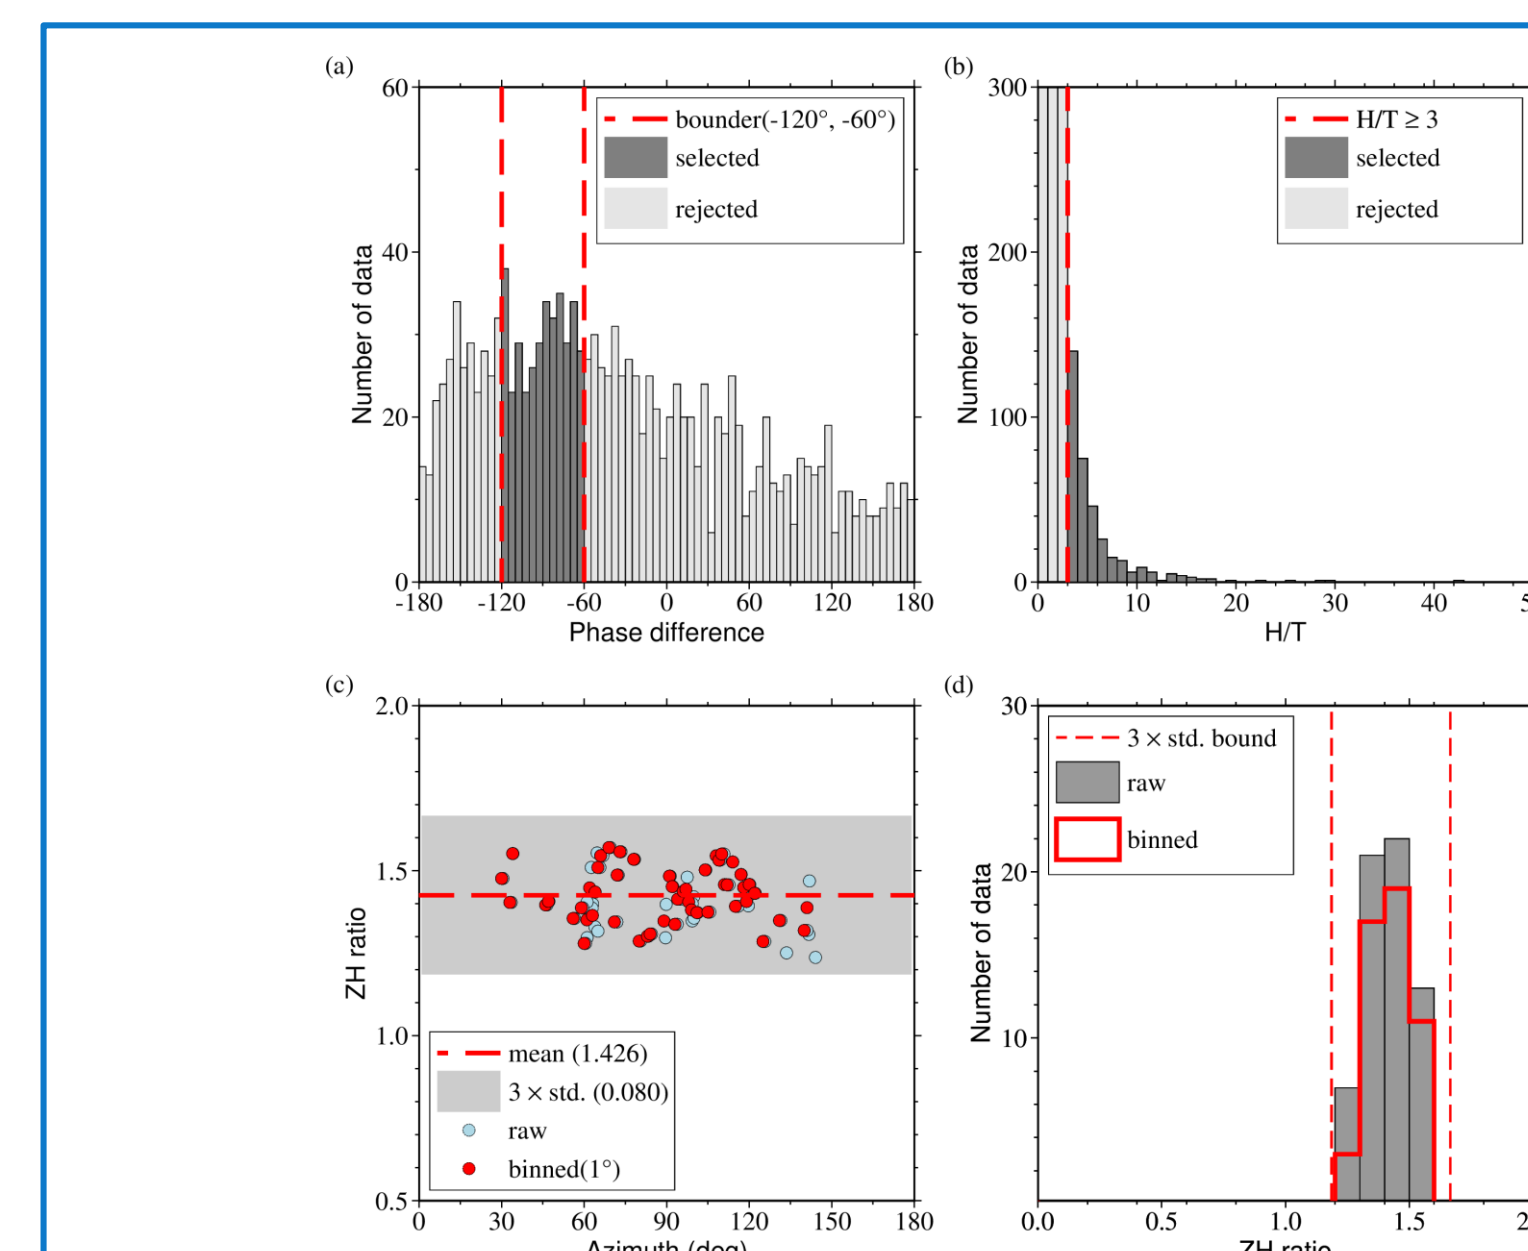 (a)
60
40
20
0
Number of data
-180 -120 -60 0 60 120 180
Phase difference
bounder(-120°, -60°)
selected
rejected
(b)
300
200
100
0
Number of data
0 10 20 30 40
H/T
H/T ≥ 3
selected
rejected
(c)
2.0
1.5
1.0
0.5
ZH ratio
mean (1.426)
3 × std. (0.080)
raw
binned(1°)
0 30 60 90 120 150 180
Azimuth (deg)
(d)
30
20
10
Number of data
3 × std. bound
raw
binned
0.0 0.5 1.0 1.5
ZH ratio